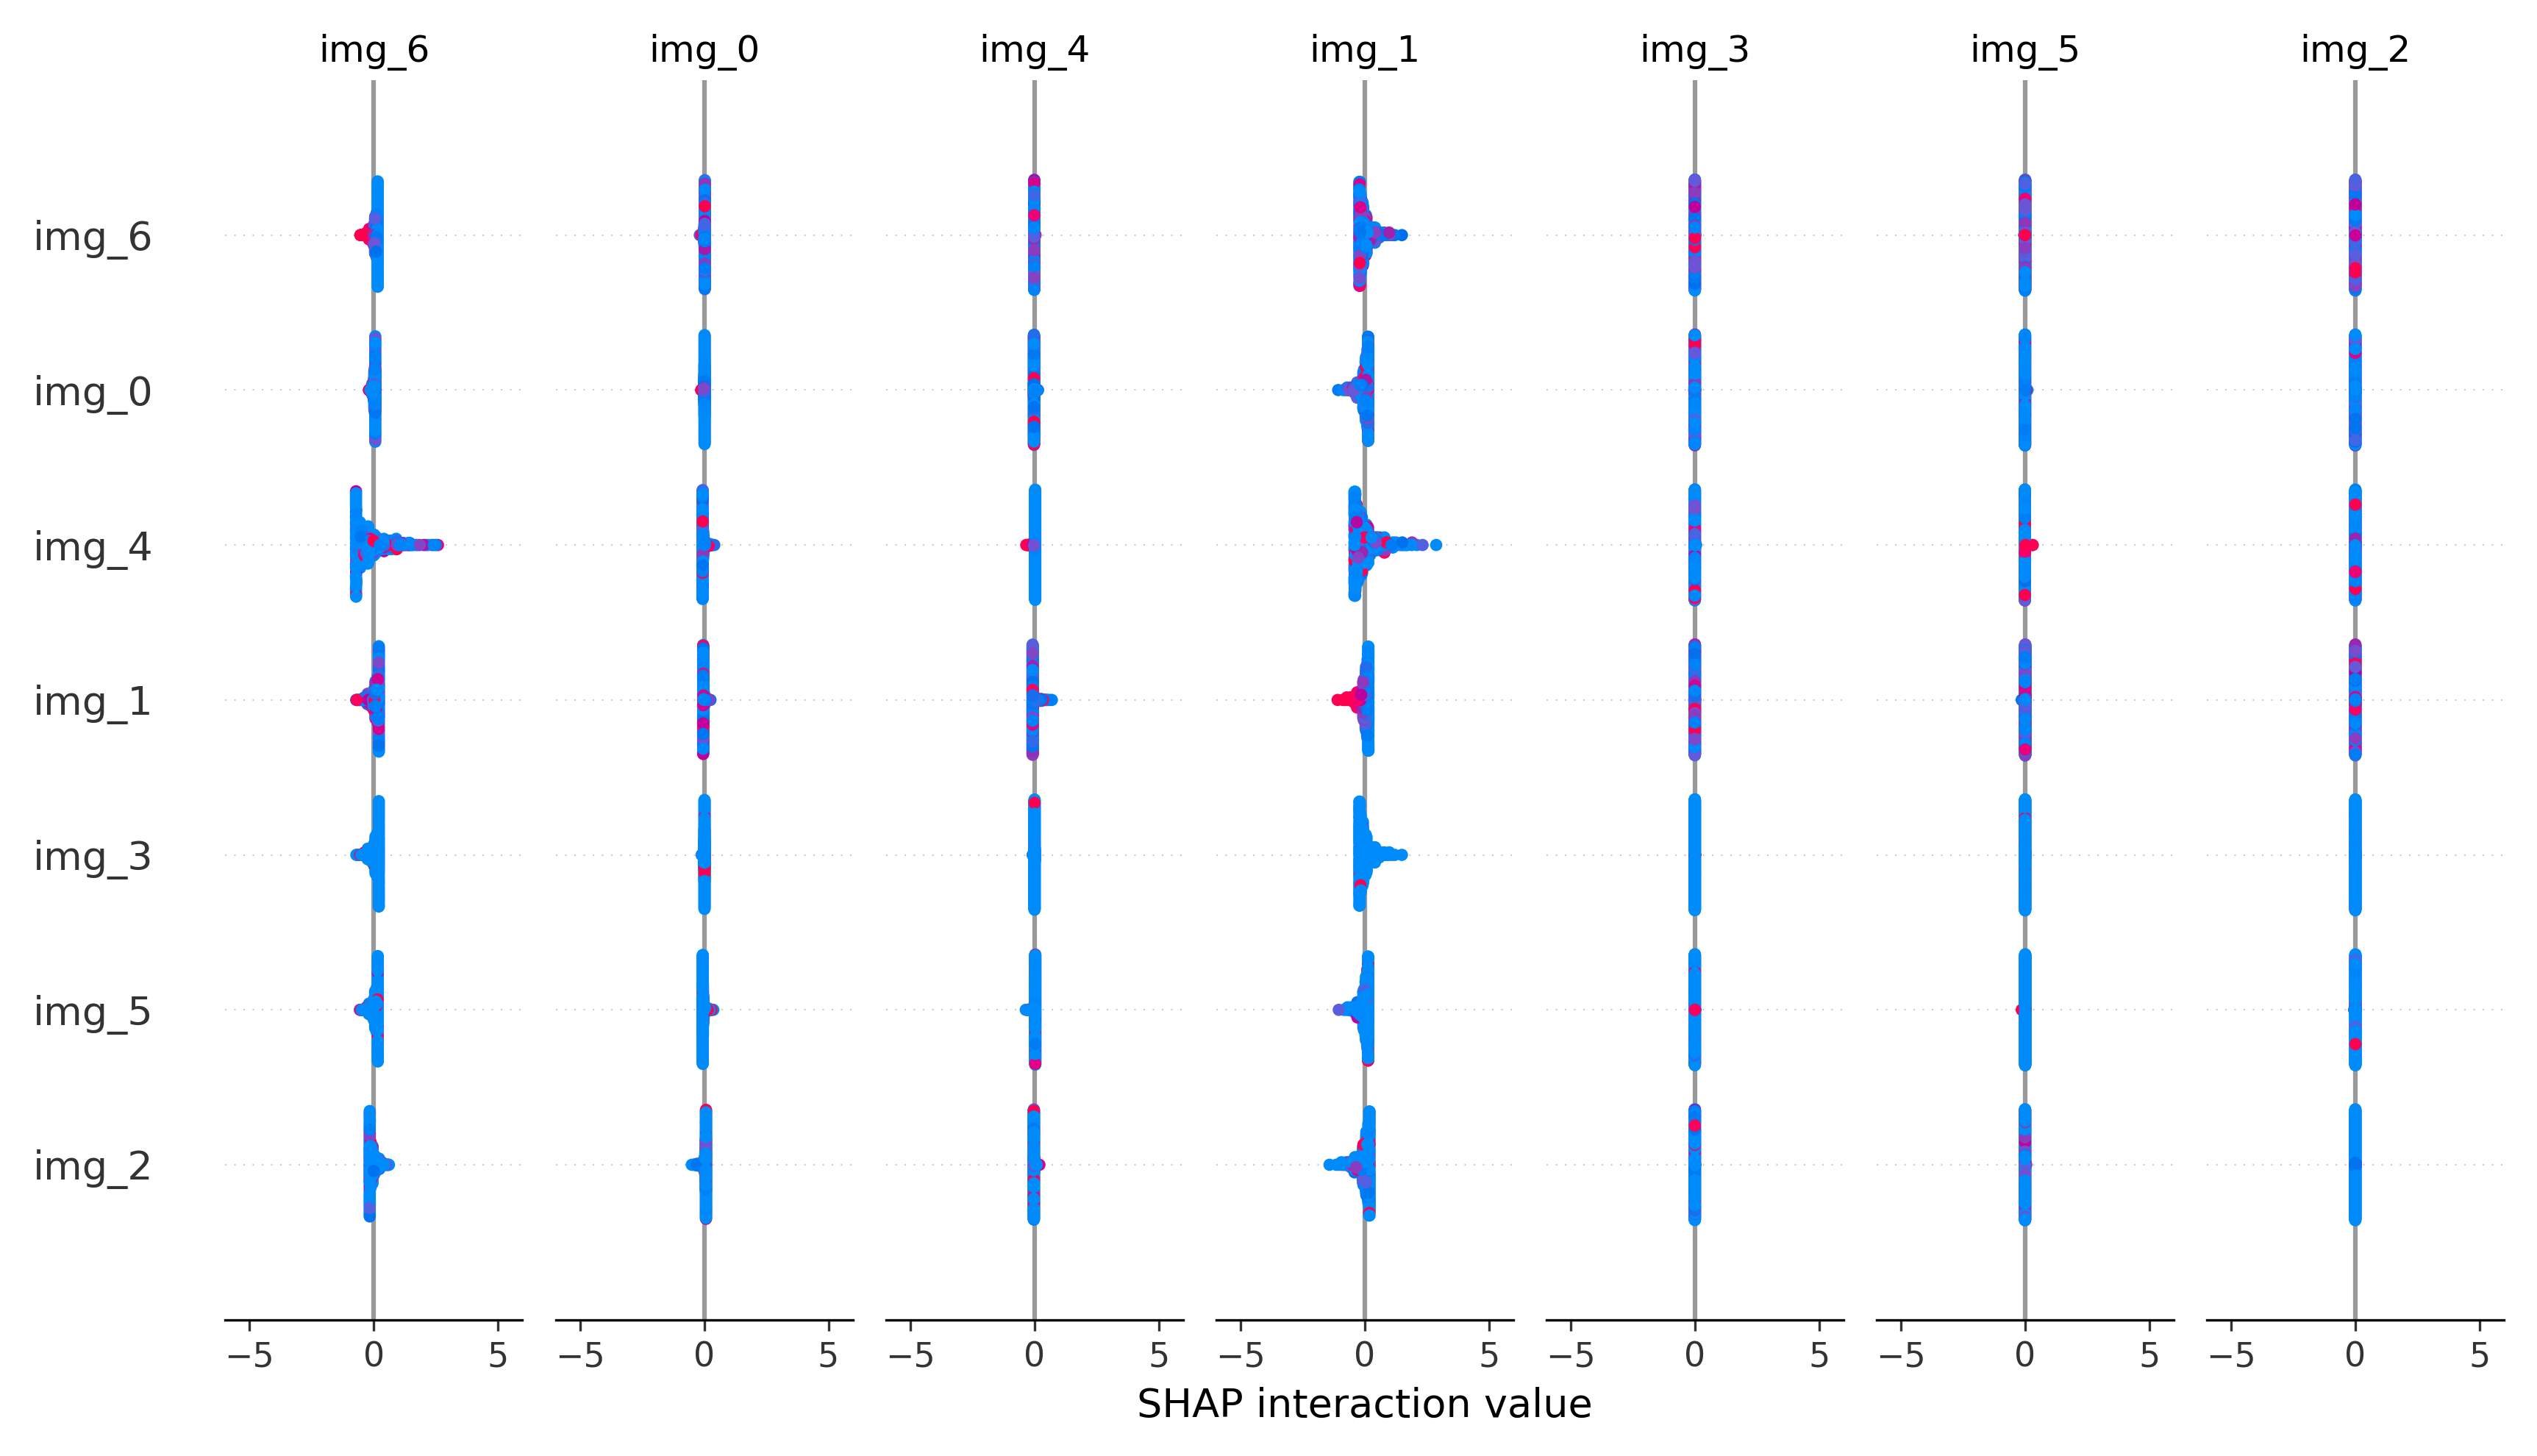 img_6 img_0 img_4 img_1 img_3 img_5 img_2
img_6
img_0
img_4
img_1
img_3
img_5
img_2
−5 0 5 −5 0 5 −5 0 5 −5 0 5 −5 0 5 −5 0 5 −5 0 5
SHAP interaction value